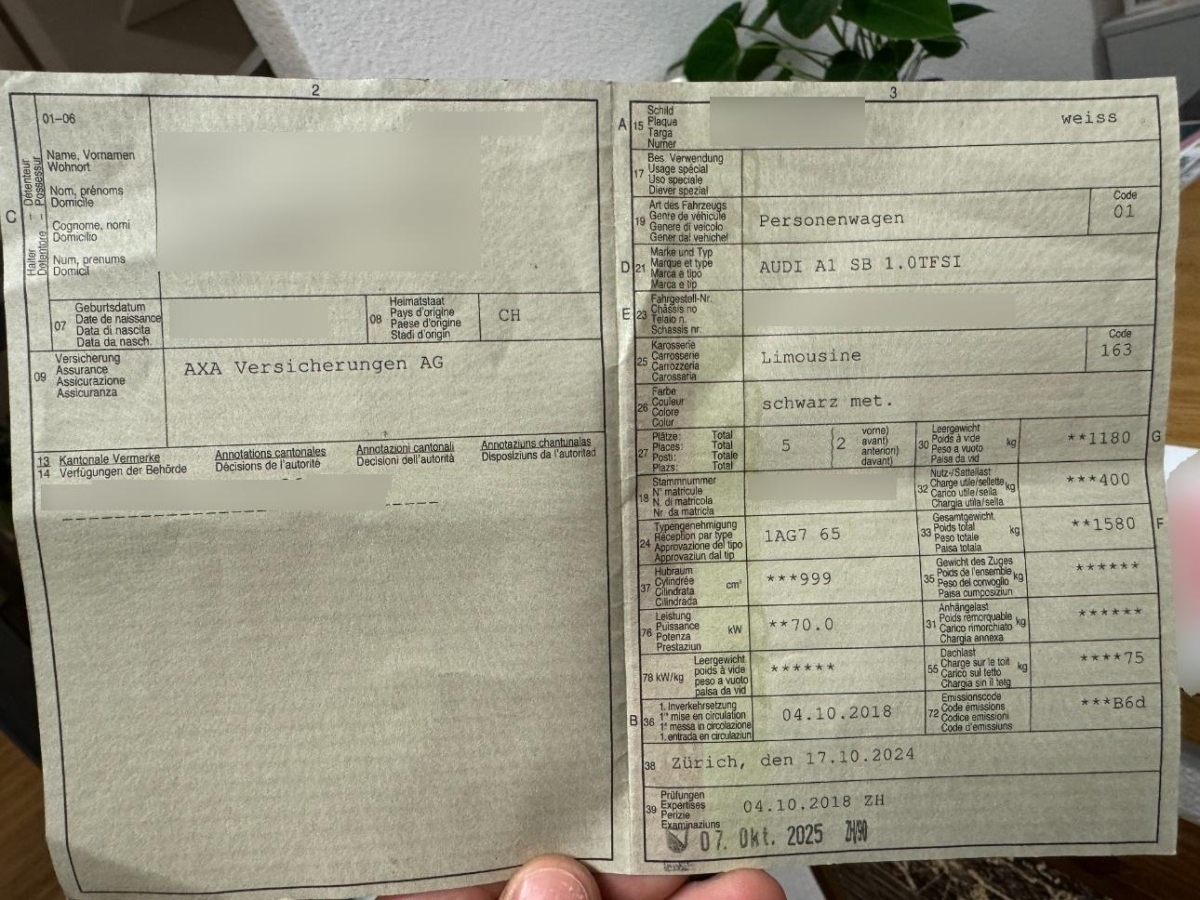 2
01-06
C
Halter – Détenteur
Detentore – Possessur
Name, Vornamen
Wohnort
Nom, prénoms
Domicile
Cognome, nomi
Domicilio
Num, prenums
Domicil
07
Geburtsdatum
Date de naissance
Data di nascita
Data da nasch.
08
Heimatstaat
Pays d'origine
Paese d'origine
Stadi d'origin
CH
09
Versicherung
Assurance
Assicurazione
Assicuranza
AXA Versicherungen AG
13 Kantonale Vermerke
14 Verfügungen der Behörde
Annotations cantonales
Décisions de l'autorité
Annotazioni cantonali
Decisioni dell'autorità
Annotaziuns chantunalas
Disposiziuns da l'autoritad
3
A 15
Schild
Plaque
Targa
Numer
weiss
17
Bes. Verwendung
Usage spécial
Uso speciale
Diever spezial
19
Art des Fahrzeugs
Genre de véhicule
Genere di veicolo
Gener dal vehichel
Personenwagen
Code
01
D 21
Marke und Typ
Marque et type
Marca e tipo
Marca e tip
AUDI A1 SB 1.0TFSI
E 23
Fahrgestell-Nr.
Châssis no
Telaio n.
Schassis nr.
25
Karosserie
Carrosserie
Carrozzeria
Carossaria
Limousine
Code
163
26
Farbe
Couleur
Colore
Colur
schwarz met.
27
Plätze: Total
Places: Total
Posti: Totale
Plazs: Total
5
2
vorne)
avant)
anteriori)
davant)
30
Leergewicht
Poids à vide
Peso a vuoto
Paisa da vid
kg
**1180
G
18
Stammnummer
N° matricule
N. di matricola
Nr. da matricla
32
Nutz-/Sattellast
Charge utile/sellette
Carico utile/sella
Chargia utila/sella
kg
***400
24
Typengenehmigung
Réception par type
Approvazione del tipo
Approvaziun dal tip
1AG7 65
33
Gesamtgewicht
Poids total
Peso totale
Paisa totala
kg
**1580
F
37
Hubraum
Cylindrée
Cilindrata
Cilindrada
cm³
***999
35
Gewicht des Zuges
Poids de l'ensemble
Peso del convoglio
Paisa cumposiziun
kg
******
76
Leistung
Puissance
Potenza
Prestaziun
kW
**70.0
31
Anhängelast
Poids remorquable
Carico rimorchiato
Chargia annexa
kg
******
78 kW/kg
Leergewicht
poids à vide
peso a vuoto
paisa da vid
******
55
Dachlast
Charge sur le toit
Carico sul tetto
Chargia sin il tetg
kg
****75
B 36
1. Inverkehrsetzung
1re mise en circulation
1a messa in circolazione
1. entrada en circulaziun
04.10.2018
72
Emissionscode
Code émissions
Codice emissioni
Code d'emissiuns
***B6d
38
Zürich, den 17.10.2024
39
Prüfungen
Expertises
Perizie
Examinaziuns
04.10.2018 ZH
07. Okt. 2025 ZH/90